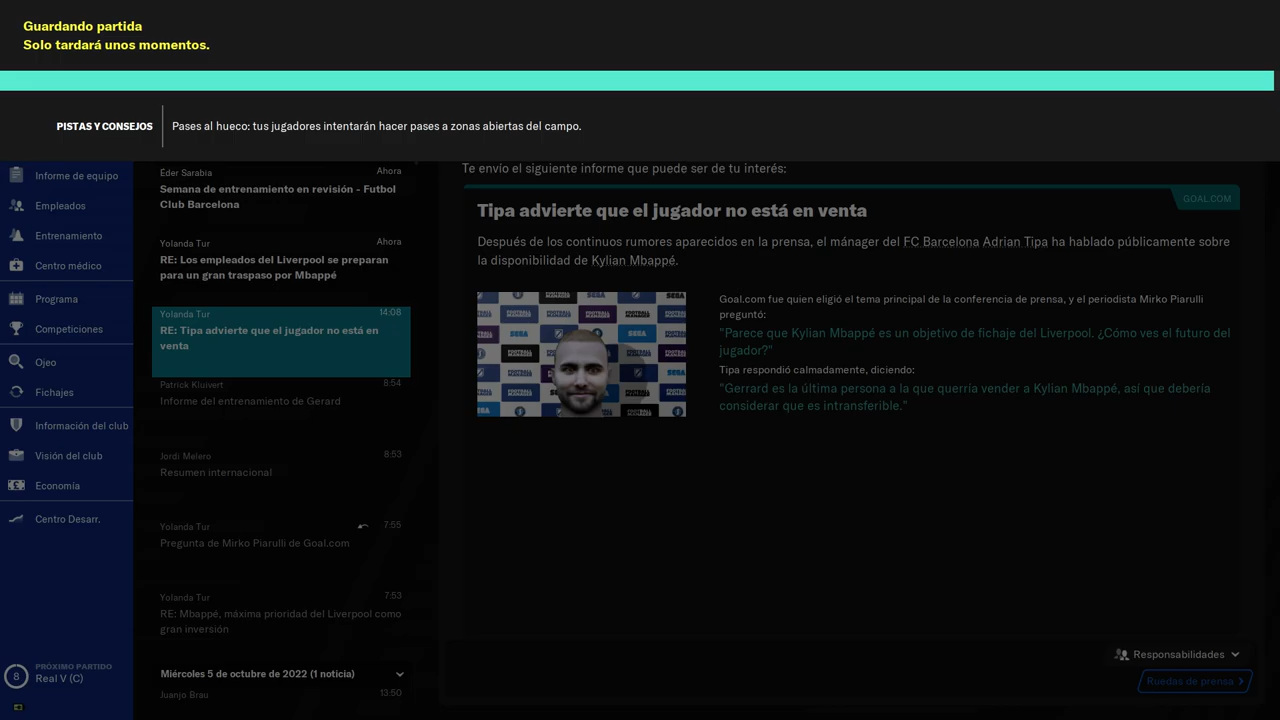 Guardando partida
Solo tardará unos momentos.
PISTAS Y CONSEJOS
Pases al hueco: tus jugadores intentarán hacer pases a zonas abiertas del campo.
Informe de equipo
Empleados
Entrenamiento
Centro médico
Programa
Competiciones
Ojeo
Fichajes
Información del club
Visión del club
Economía
Centro Desarr.
8
PRÓXIMO PARTIDO
Real V (C)
Éder Sarabia
Ahora
Semana de entrenamiento en revisión - Futbol
Club Barcelona
Yolanda Tur
Ahora
RE: Los empleados del Liverpool se preparan
para un gran traspaso por Mbappé
Yolanda Tur
14:08
RE: Tipa advierte que el jugador no está en
venta
Patrick Kluivert
8:54
Informe del entrenamiento de Gerard
Jordi Melero
8:53
Resumen internacional
Yolanda Tur
7:55
Pregunta de Mirko Piarulli de Goal.com
Yolanda Tur
7:53
RE: Mbappé, máxima prioridad del Liverpool como
gran inversión
Miércoles 5 de octubre de 2022 (1 noticia)
Juanjo Brau
13:50
Te envío el siguiente informe que puede ser de tu interés:
GOAL.COM
Tipa advierte que el jugador no está en venta
Después de los continuos rumores aparecidos en la prensa, el mánager del FC Barcelona Adrian Tipa ha hablado públicamente sobre
la disponibilidad de Kylian Mbappé.
SEGA
SEGA
SEGA
Goal.com fue quien eligió el tema principal de la conferencia de prensa, y el periodista Mirko Piarulli
preguntó:
"Parece que Kylian Mbappé es un objetivo de fichaje del Liverpool. ¿Cómo ves el futuro del
jugador?"
Tipa respondió calmadamente, diciendo:
"Gerrard es la última persona a la que querría vender a Kylian Mbappé, así que debería
considerar que es intransferible."
Responsabilidades
Ruedas de prensa